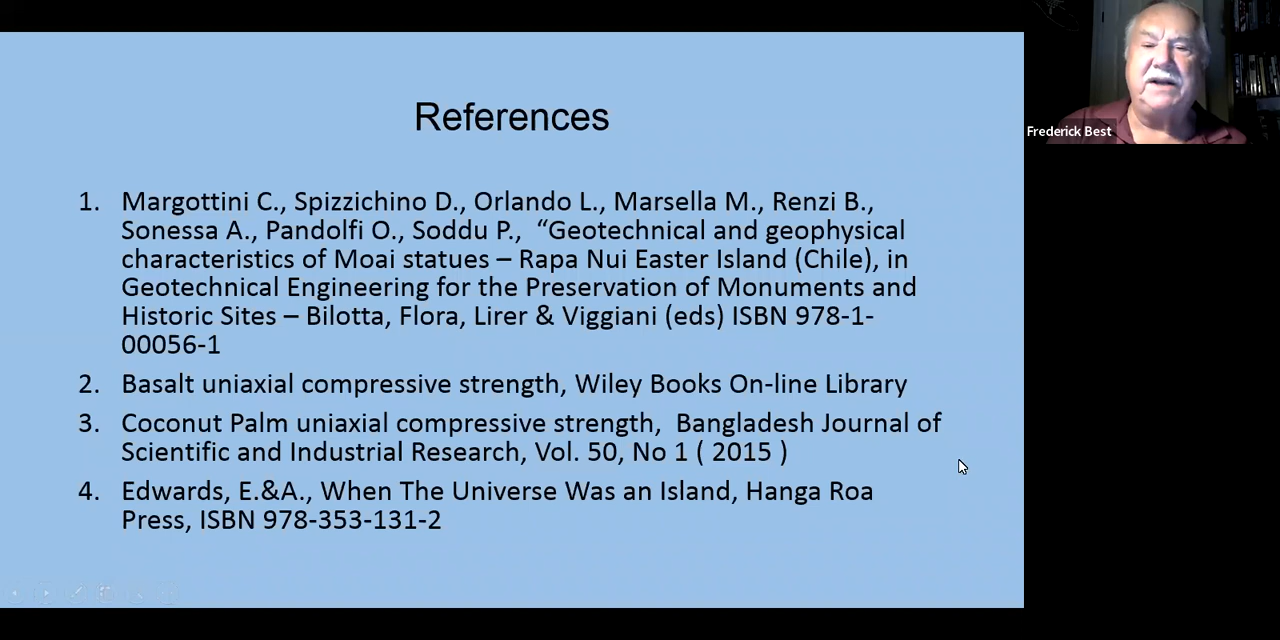 References
1. Margottini C., Spizzichino D., Orlando L., Marsella M., Renzi B.,
Sonessa A., Pandolfi O., Soddu P.,  “Geotechnical and geophysical
characteristics of Moai statues – Rapa Nui Easter Island (Chile), in
Geotechnical Engineering for the Preservation of Monuments and
Historic Sites – Bilotta, Flora, Lirer & Viggiani (eds) ISBN 978-1-
00056-1
2. Basalt uniaxial compressive strength, Wiley Books On-line Library
3. Coconut Palm uniaxial compressive strength,  Bangladesh Journal of
Scientific and Industrial Research, Vol. 50, No 1 ( 2015 )
4. Edwards, E.&A., When The Universe Was an Island, Hanga Roa
Press, ISBN 978-353-131-2
Frederick Best